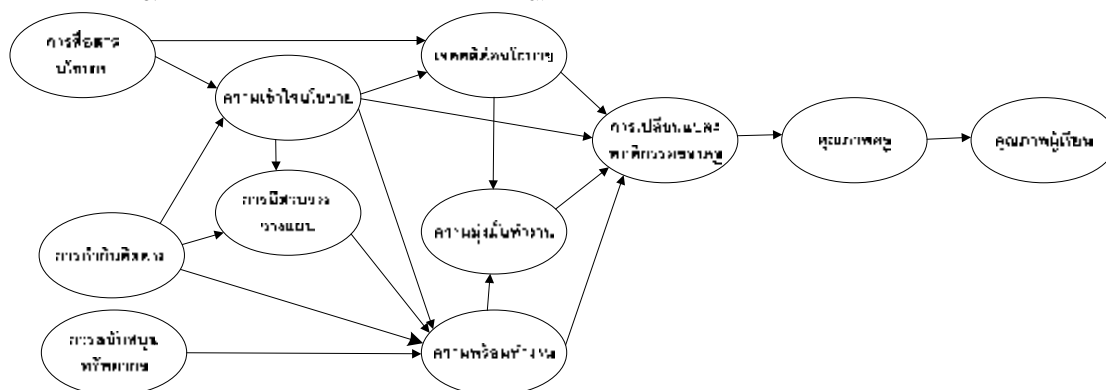 การสื่อสาร
นโยบาย
เจตคติต่อนโยบาย
ความเข้าใจนโยบาย
การเปลี่ยนแปลง
พฤติกรรมของครู
คุณภาพครู
คุณภาพผู้เรียน
การมีส่วนร่วม
วางแผน
ความมุ่งมั่นทำงาน
การกำกับติดตาม
การสนับสนุน
ทรัพยากร
ความพร้อมทำงาน